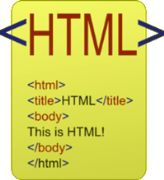 <HTML>
<html>
<title>HTML</title>
<body>
This is HTML!
</body>
</html>